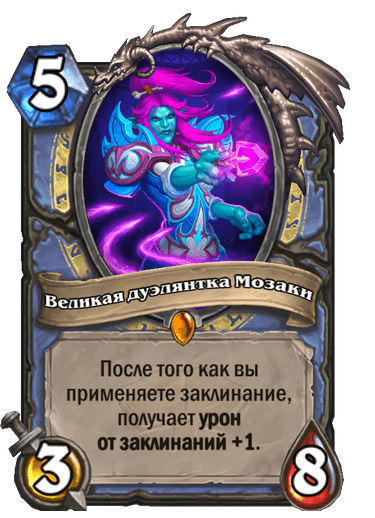 5
Великая дуэлянтка Мозаки
После того как вы
применяете заклинание,
получает урон
от заклинаний +1.
3
8